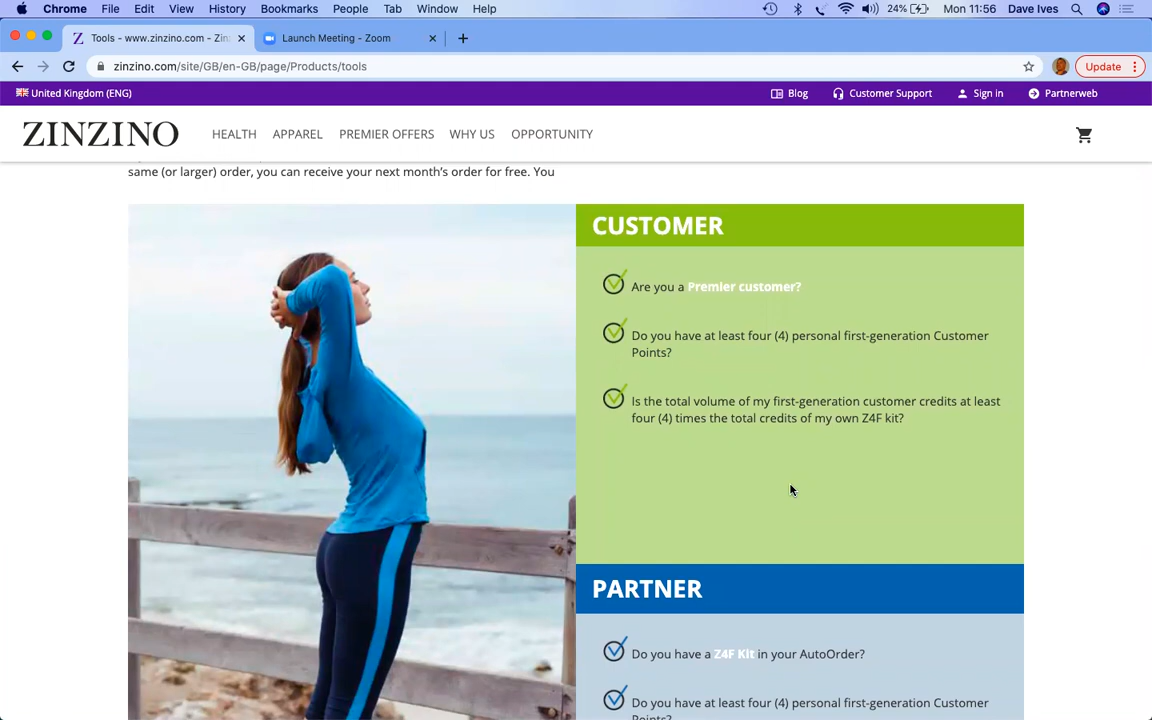 Chrome File Edit View History Bookmarks People Tab Window Help 24% Mon 11:56 Dave Ives
Tools - www.zinzino.com - Zin Launch Meeting - Zoom
zinzino.com/site/GB/en-GB/page/Products/tools Update
United Kingdom (ENG) Blog Customer Support Sign in Partnerweb
ZINZINO HEALTH APPAREL PREMIER OFFERS WHY US OPPORTUNITY
same (or larger) order, you can receive your next month's order for free. You
CUSTOMER
Are you a Premier customer?
Do you have at least four (4) personal first-generation Customer
Points?
Is the total volume of my first-generation customer credits at least
four (4) times the total credits of my own Z4F kit?
PARTNER
Do you have a Z4F Kit in your AutoOrder?
Do you have at least four (4) personal first-generation Customer
Points?